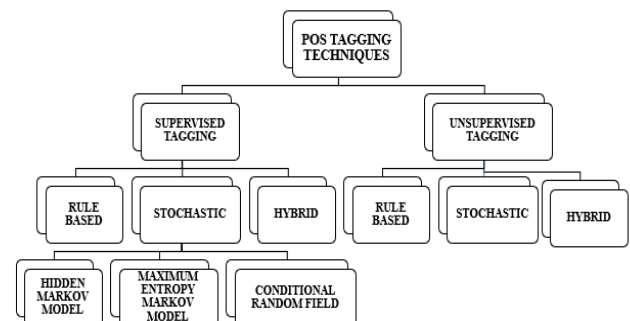 POS TAGGING
TECHNIQUES
SUPERVISED
TAGGING
UNSUPERVISED
TAGGING
RULE
BASED
STOCHASTIC
HYBRID
RULE
BASED
STOCHASTIC
HYBRID
HIDDEN
MARKOV
MODEL
MAXIMUM
ENTROPY
MARKOV
MODEL
CONDITIONAL
RANDOM FIELD